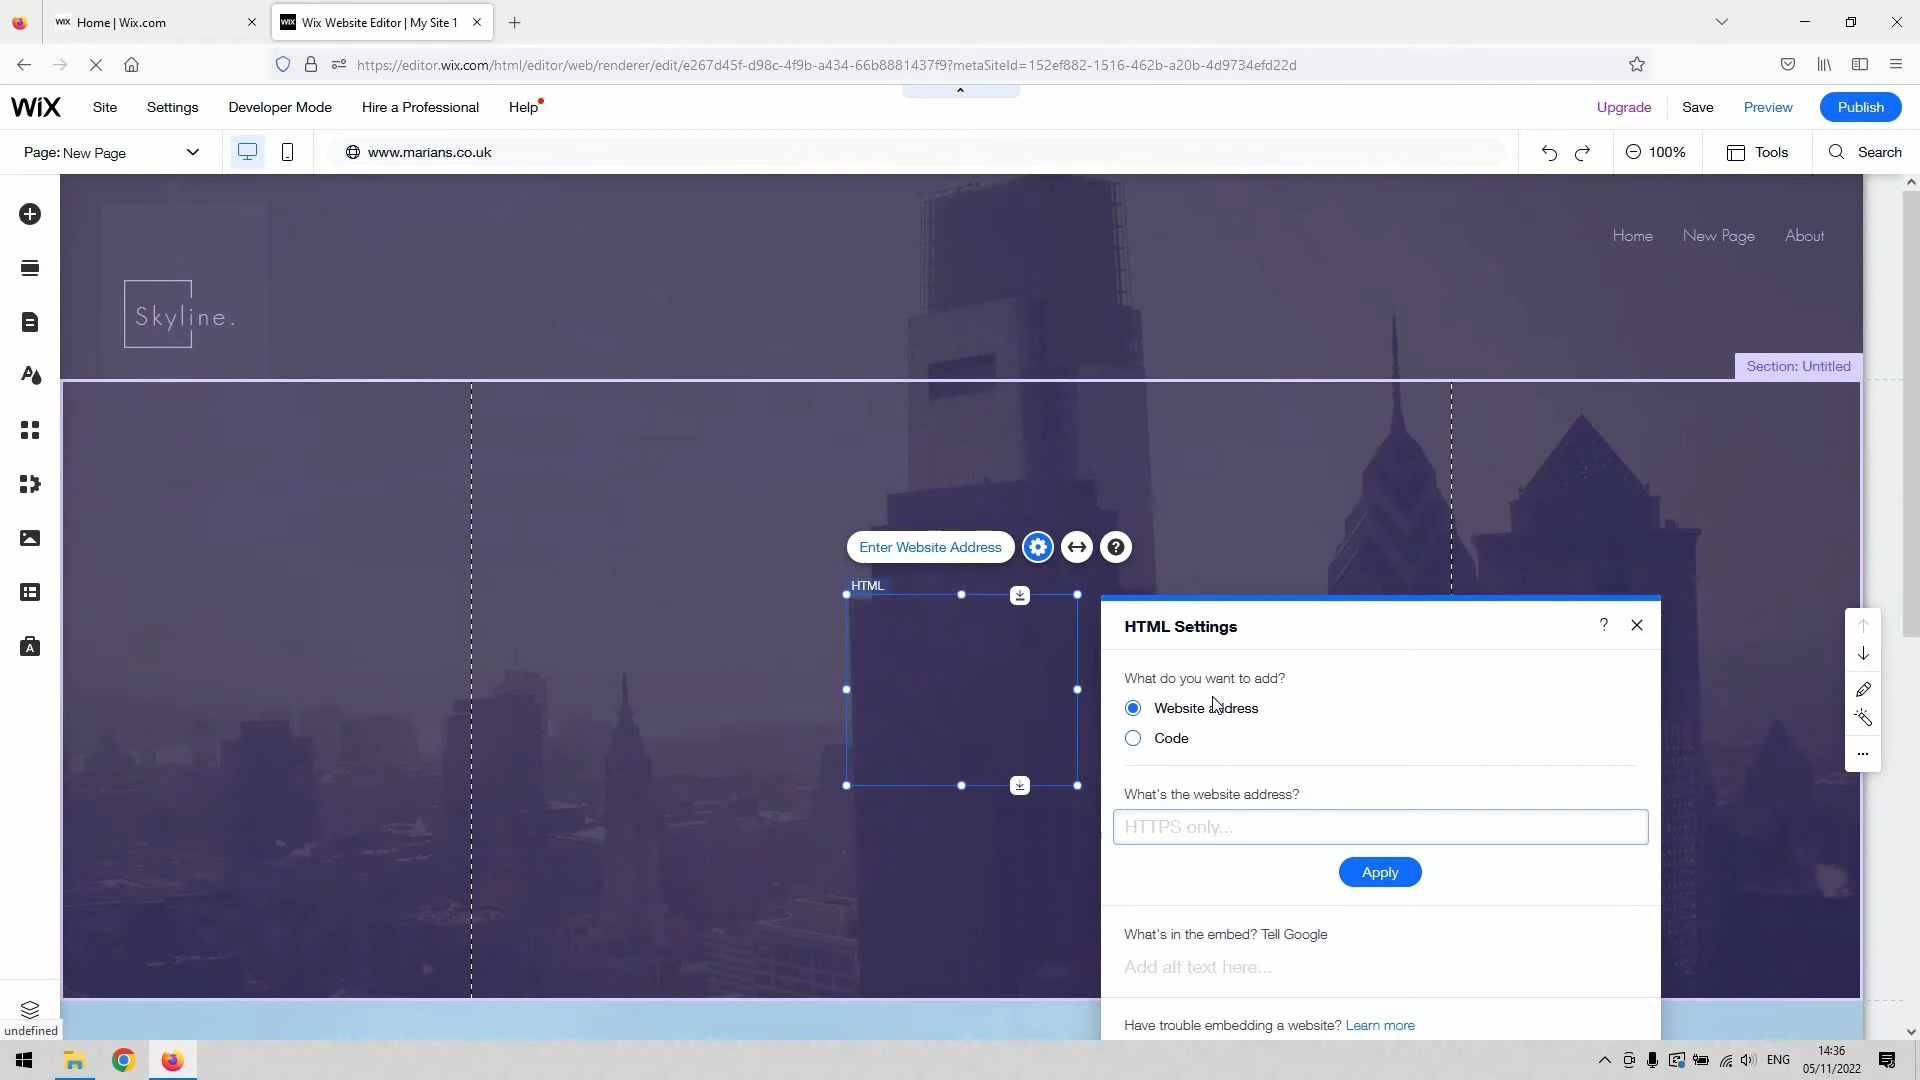 WIX Home | Wix.com
WIX Wix Website Editor | My Site 1
https://editor.wix.com/html/editor/web/renderer/edit/e267d45f-d98c-4f9b-a434-66b8881437f9?metaSiteId=152ef882-1516-462b-a20b-4d9734efd22d
WIX Site Settings Developer Mode Hire a Professional Help Upgrade Save Preview Publish
Page: New Page www.marians.co.uk 100% Tools Search
Home New Page About
Skyline.
Section: Untitled
Enter Website Address
HTML
HTML Settings
What do you want to add?
Website address
Code
What's the website address?
HTTPS only...
Apply
What's in the embed? Tell Google
Add alt text here...
Have trouble embedding a website? Learn more
undefined
ENG
14:36
05/11/2022